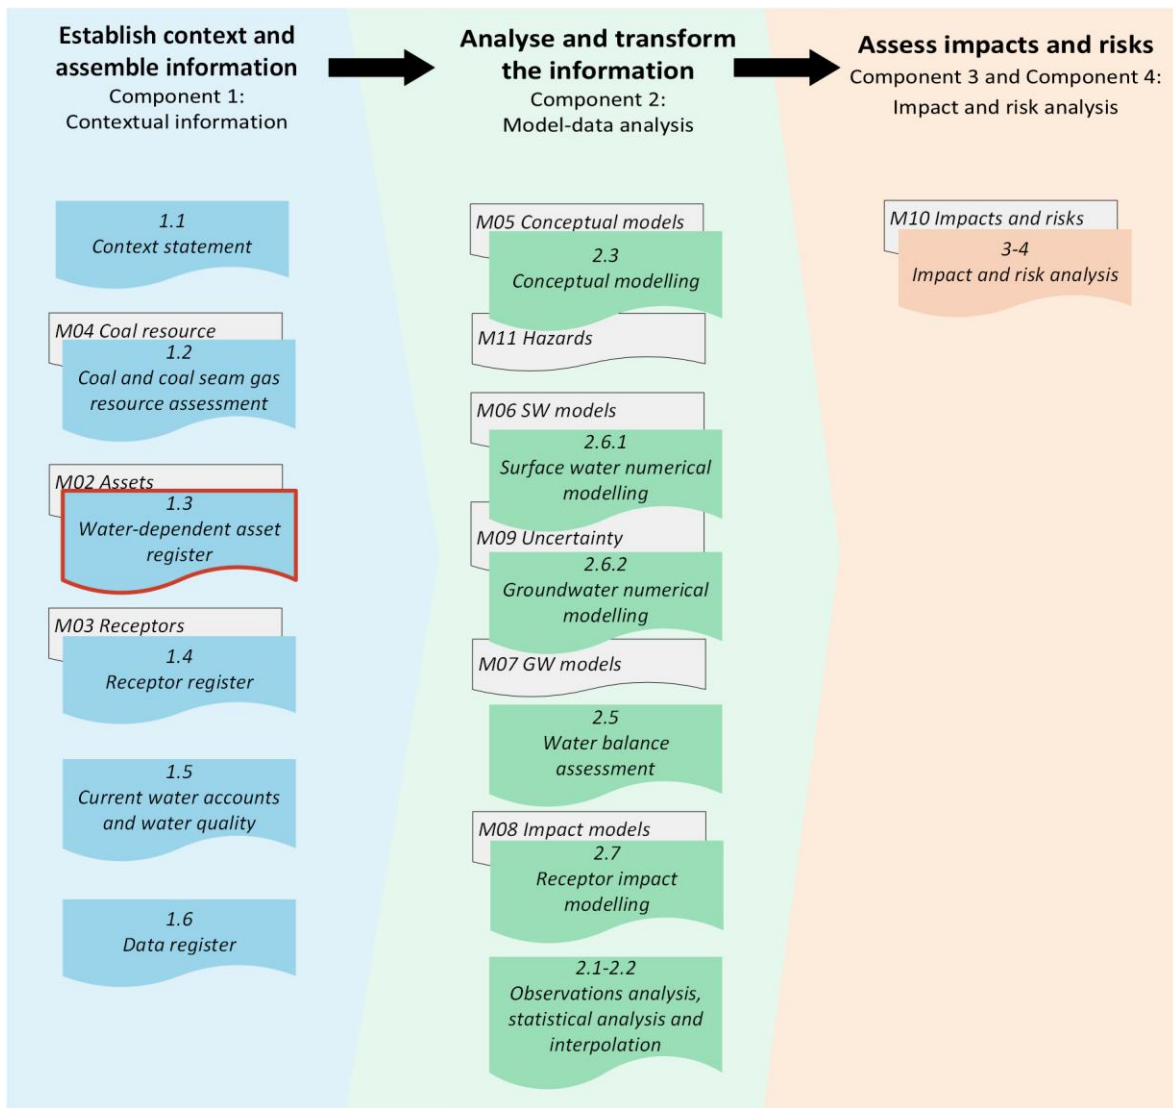 Establish context and
assemble information
Component 1:
Contextual information
1.1
Context statement
M04 Coal resource
1.2
Coal and coal seam gas
resource assessment
M02 Assets
1.3
Water-dependent asset
register
M03 Receptors
1.4
Receptor register
1.5
Current water accounts
and water quality
1.6
Data register
Analyse and transform
the information
Component 2:
Model-data analysis
M05 Conceptual models
2.3
Conceptual modelling
M11 Hazards
M06 SW models
2.6.1
Surface water numerical
modelling
M09 Uncertainty
2.6.2
Groundwater numerical
modelling
M07 GW models
2.5
Water balance
assessment
M08 Impact models
2.7
Receptor impact
modelling
2.1-2.2
Observations analysis,
statistical analysis and
interpolation
Assess impacts and risks
Component 3 and Component 4:
Impact and risk analysis
M10 Impacts and risks
3-4
Impact and risk analysis